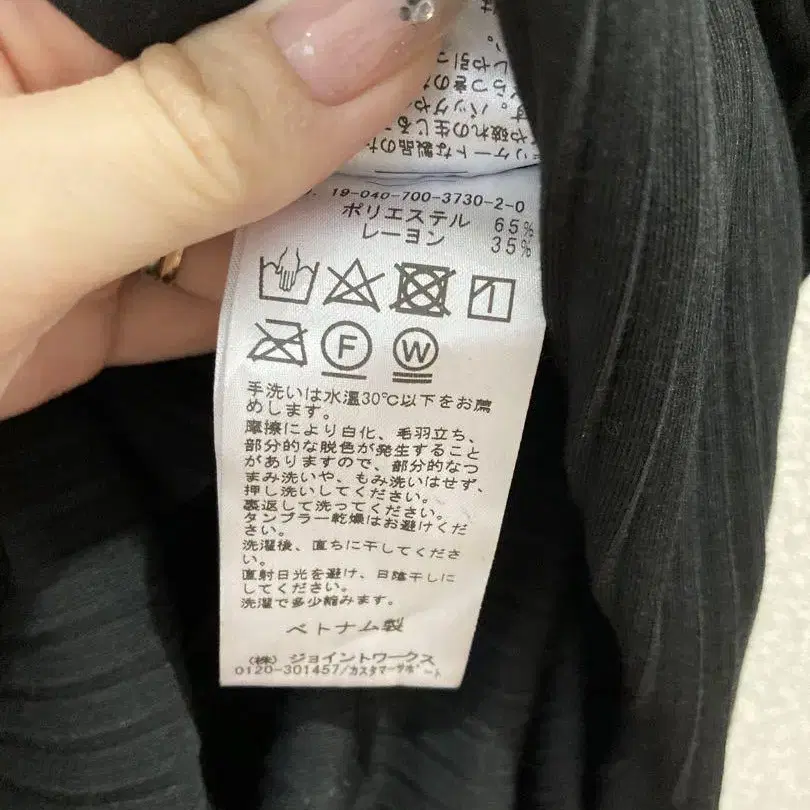 19-040-700-3730-2-0
ポリエステル 65%
レーヨン 35%
F W
手洗いは水温30℃以下をお薦
めします。
摩擦により白化、毛羽立ち、
部分的な脱色が発生すること
がありますので、部分的なつ
まみ洗いや、もみ洗いはせず、
押し洗いしてください。
裏返して洗ってください。
タンブラー乾燥はお避けくだ
さい。
洗濯後、直ちに干してくださ
い。
直射日光を避け、日陰干しに
してください。
洗濯で多少縮みます。
ベトナム製
(株) ジョイントワークス
0120-301457/カスタマーサポート